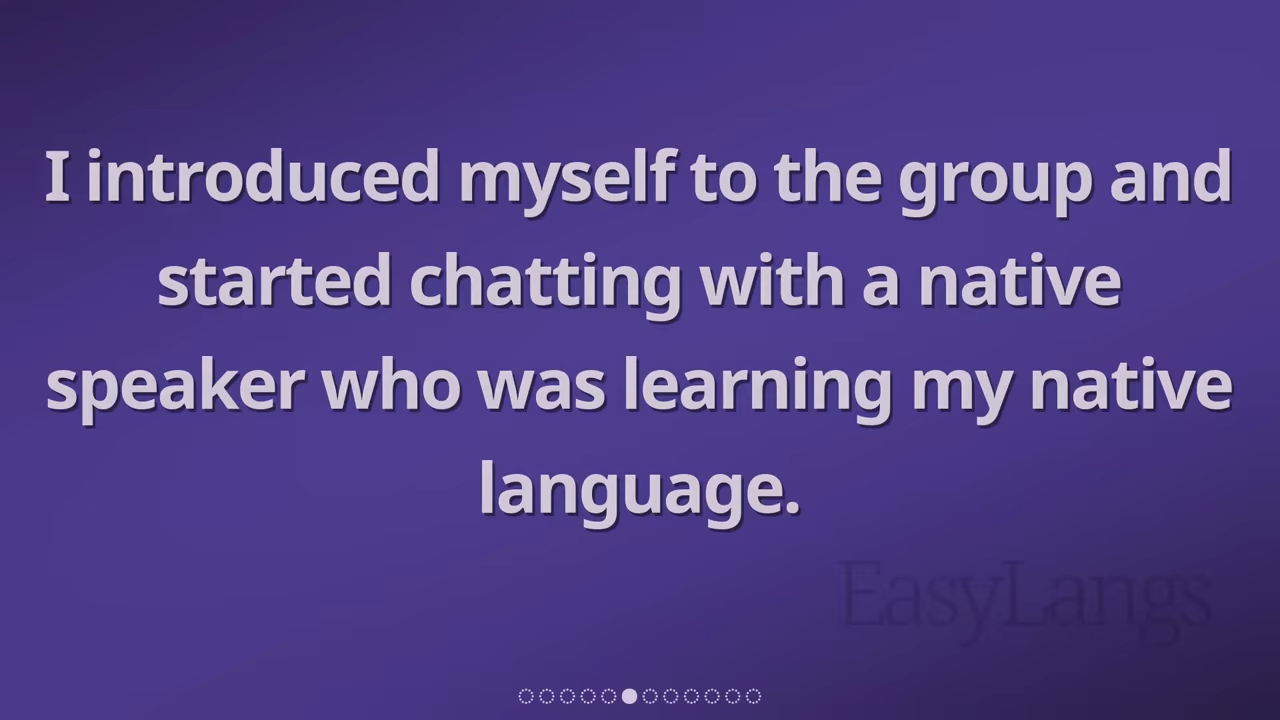 I introduced myself to the group and
started chatting with a native
speaker who was learning my native
language.
EasyLangs